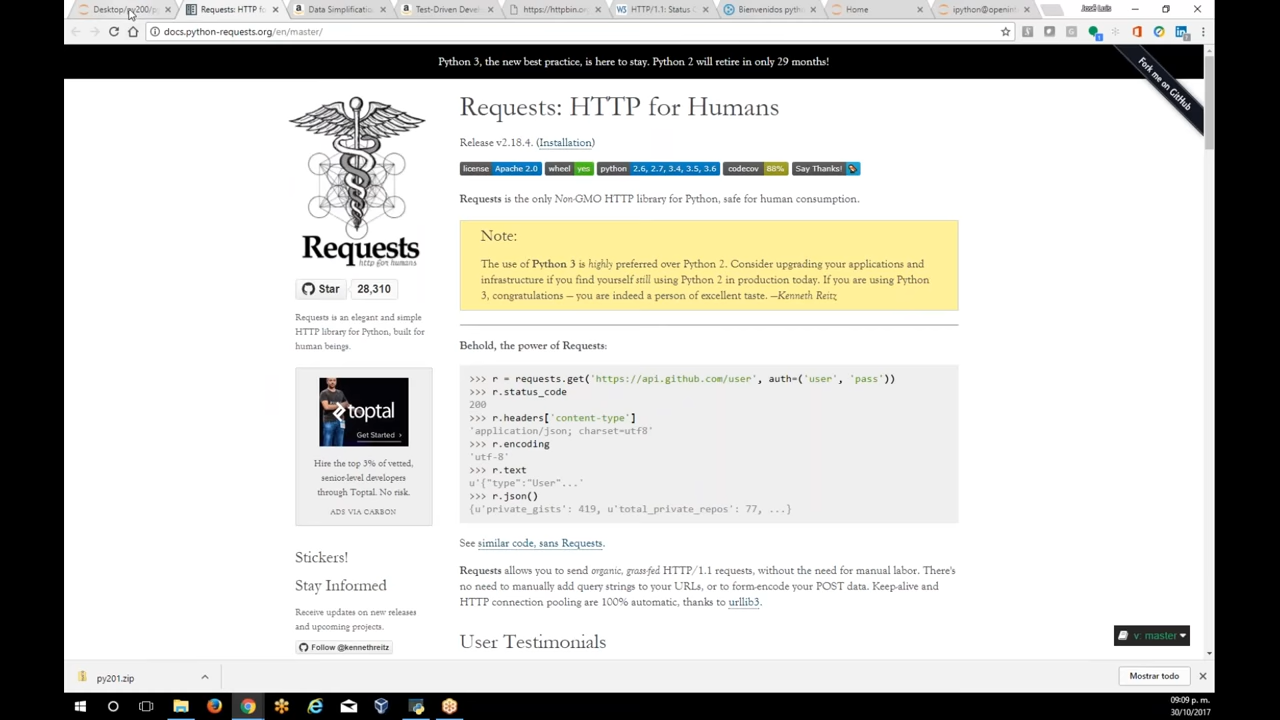 Desktop/py200/py
Requests: HTTP f
Data Simplification
Test-Driven Devel
https://httpbin.org
HTTP/1.1: Status C
Bienvenidos pytho
Home
ipython@openint
José Luis
docs.python-requests.org/en/master/
Python 3, the new best practice, is here to stay. Python 2 will retire in only 29 months!
Fork me on GitHub
Requests: HTTP for Humans
Release v2.18.4. (Installation)
license Apache 2.0 wheel yes python 2.6, 2.7, 3.4, 3.5, 3.6 codecov 88% Say Thanks!
Requests is the only Non-GMO HTTP library for Python, safe for human consumption.
Note:
The use of Python 3 is highly preferred over Python 2. Consider upgrading your applications and
infrastructure if you find yourself still using Python 2 in production today. If you are using Python
3, congratulations — you are indeed a person of excellent taste. —Kenneth Reitz
Requests
http for humans
Star 28,310
Requests is an elegant and simple
HTTP library for Python, built for
human beings.
toptal
Get Started >
Hire the top 3% of vetted,
senior-level developers
through Toptal. No risk.
ADS VIA CARBON
Stickers!
Stay Informed
Receive updates on new releases
and upcoming projects.
Follow @kennethreitz
Behold, the power of Requests:
>>> r = requests.get('https://api.github.com/user', auth=('user', 'pass'))
>>> r.status_code
200
>>> r.headers['content-type']
'application/json; charset=utf8'
>>> r.encoding
'utf-8'
>>> r.text
u'{"type":"User"...'
>>> r.json()
{u'private_gists': 419, u'total_private_repos': 77, ...}
See similar code, sans Requests.
Requests allows you to send organic, grass-fed HTTP/1.1 requests, without the need for manual labor. There's
no need to manually add query strings to your URLs, or to form-encode your POST data. Keep-alive and
HTTP connection pooling are 100% automatic, thanks to urllib3.
User Testimonials
v: master
py201.zip
Mostrar todo
09:09 p. m.
30/10/2017